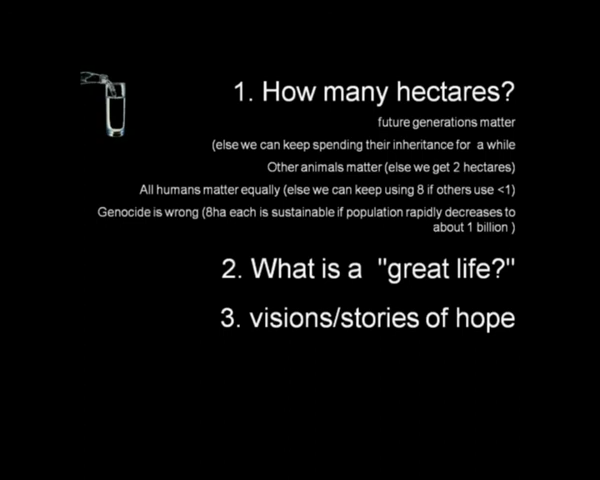 1. How many hectares?
future generations matter
(else we can keep spending their inheritance for a while
Other animals matter (else we get 2 hectares)
All humans matter equally (else we can keep using 8 if others use <1)
Genocide is wrong (8ha each is sustainable if population rapidly decreases to
about 1 billion )
2. What is a "great life?"
3. visions/stories of hope